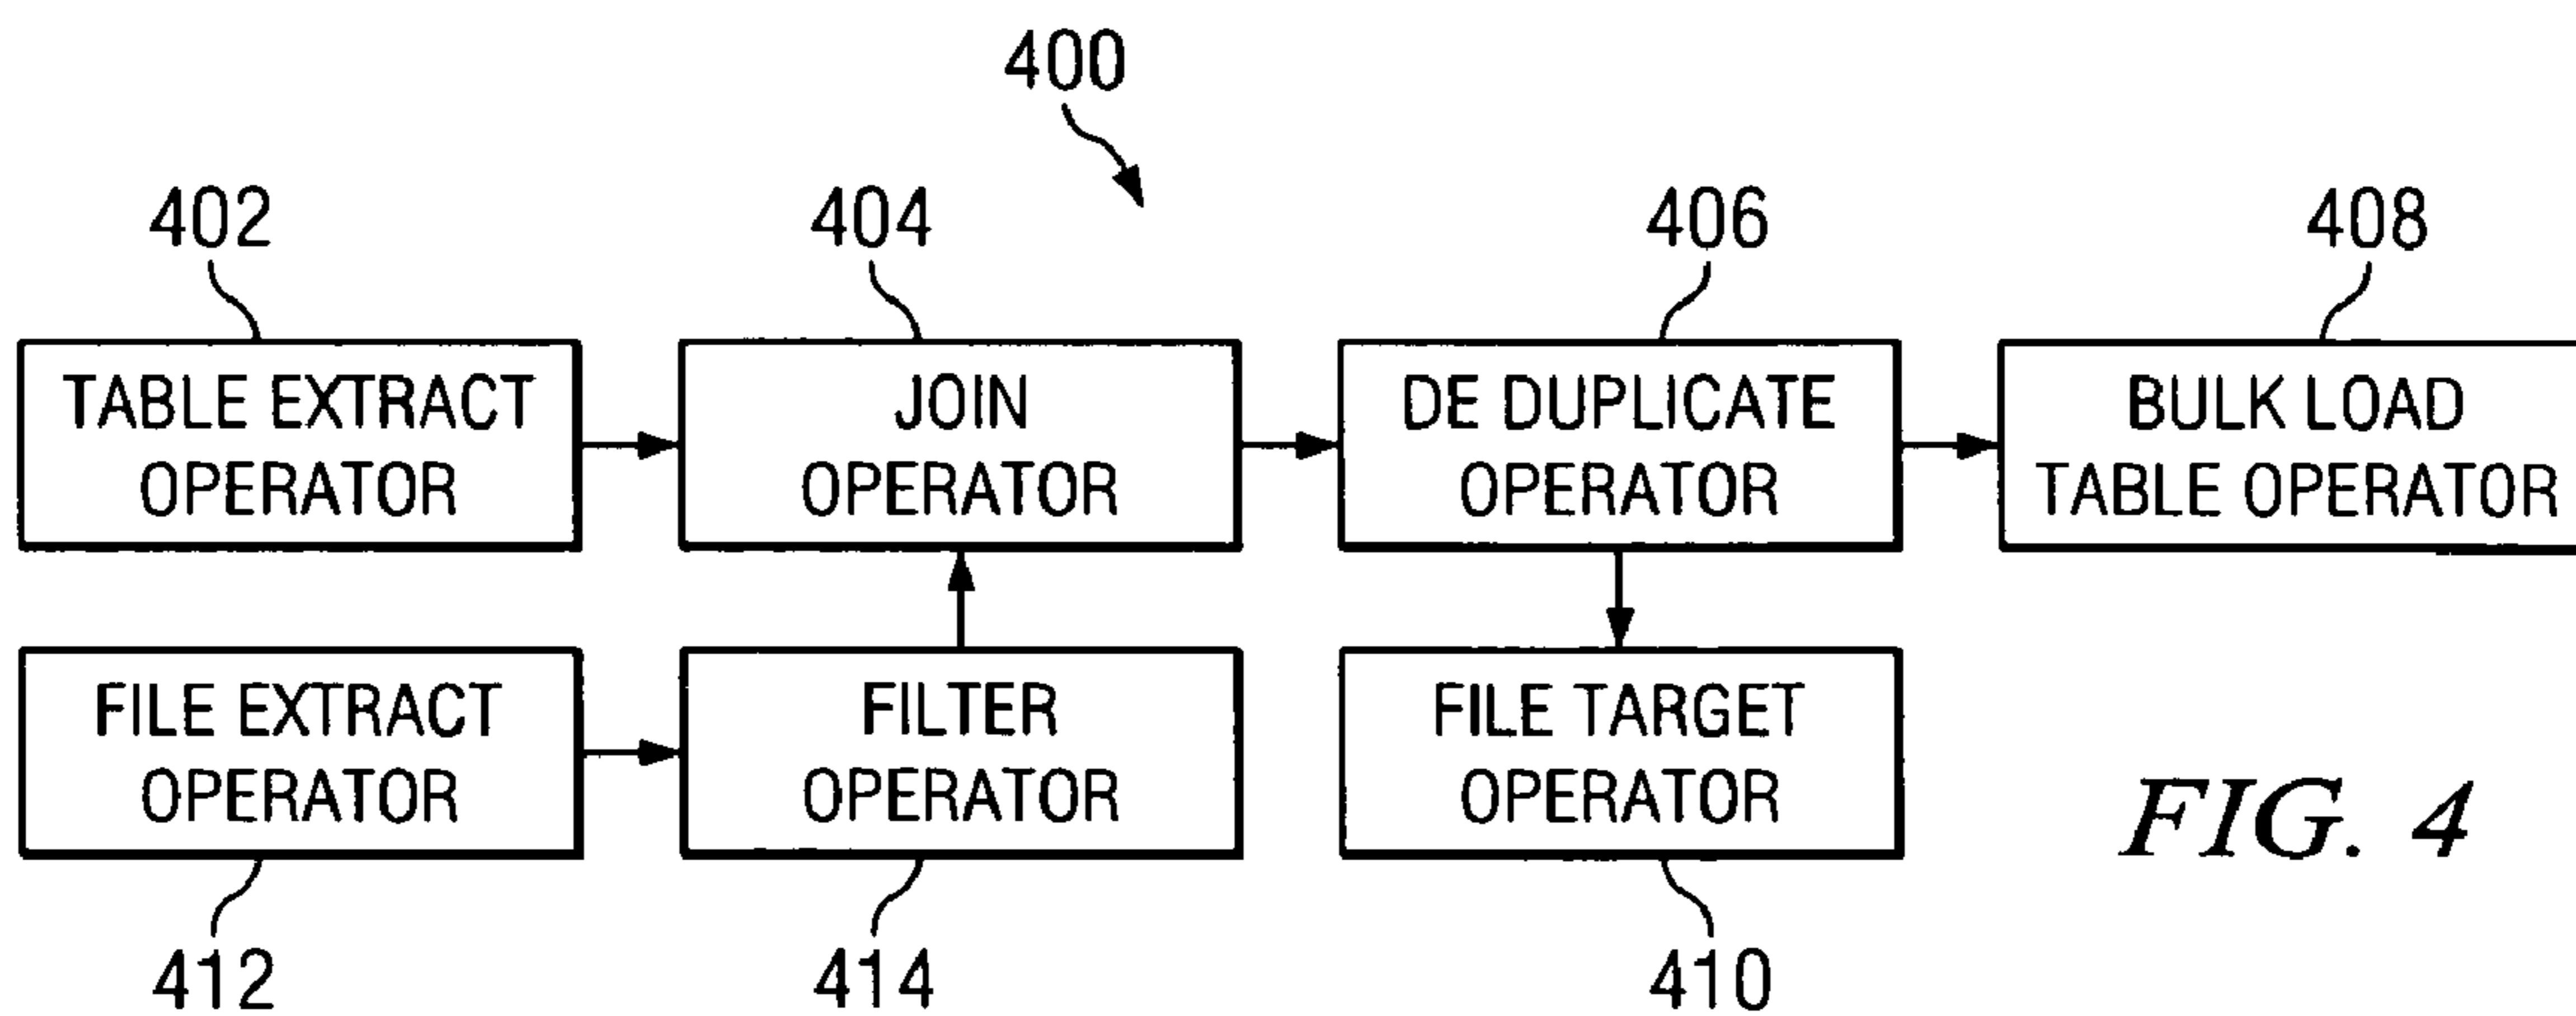 400
402
404
406
408
TABLE EXTRACT
OPERATOR
JOIN
OPERATOR
DE DUPLICATE
OPERATOR
BULK LOAD
TABLE OPERATOR
FILE EXTRACT
OPERATOR
FILTER
OPERATOR
FILE TARGET
OPERATOR
FIG. 4
412
414
410